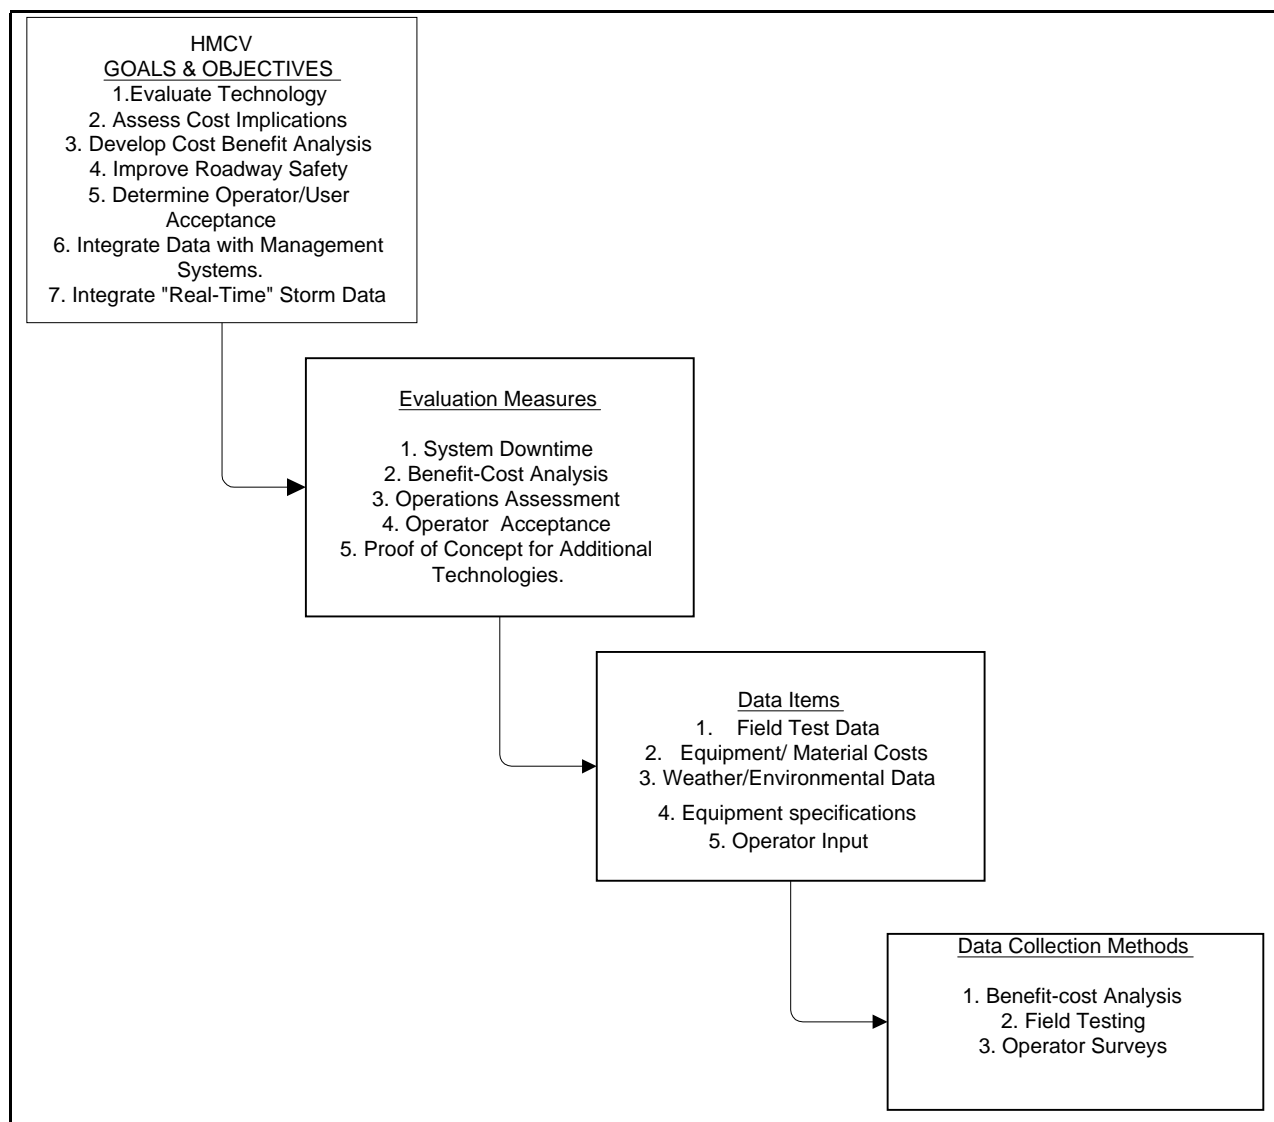 HMCV
GOALS & OBJECTIVES
1.Evaluate Technology
2. Assess Cost Implications
3. Develop Cost Benefit Analysis
4. Improve Roadway Safety
5. Determine Operator/User
Acceptance
6. Integrate Data with Management
Systems.
7. Integrate "Real-Time" Storm Data
Evaluation Measures
1. System Downtime
2. Benefit-Cost Analysis
3. Operations Assessment
4. Operator Acceptance
5. Proof of Concept for Additional
Technologies.
Data Items
1. Field Test Data
2. Equipment/ Material Costs
3. Weather/Environmental Data
4. Equipment specifications
5. Operator Input
Data Collection Methods
1. Benefit-cost Analysis
2. Field Testing
3. Operator Surveys